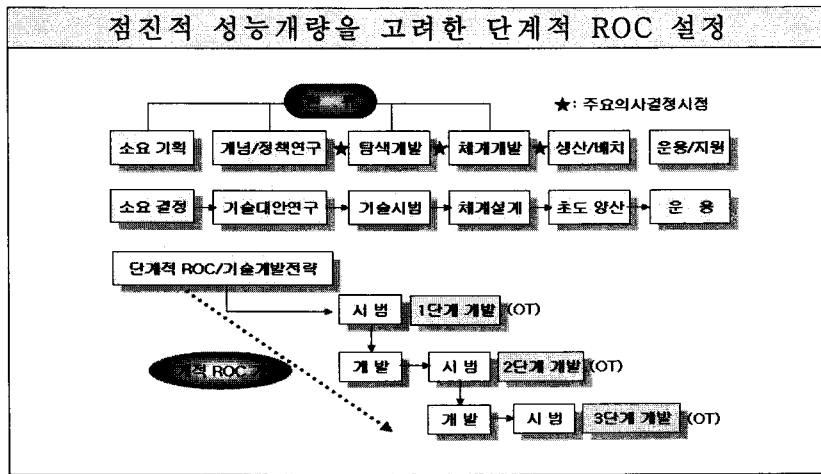 점진적 성능개량을 고려한 단계적 ROC 설정
★: 주요의사결정시점
소요 기획 개념/정책연구 ★ 탐색개발 ★ 체계개발 ★ 생산/배치 운용/지원
소요 결정 기술대안연구 기술시범 체계설계 초도 양산 운 용
단계적 ROC/기술개발전략
시 범 1단계 개발 (OT)
개 발 시 범 2단계 개발 (OT)
ROC
개 발 시 범 3단계 개발 (OT)